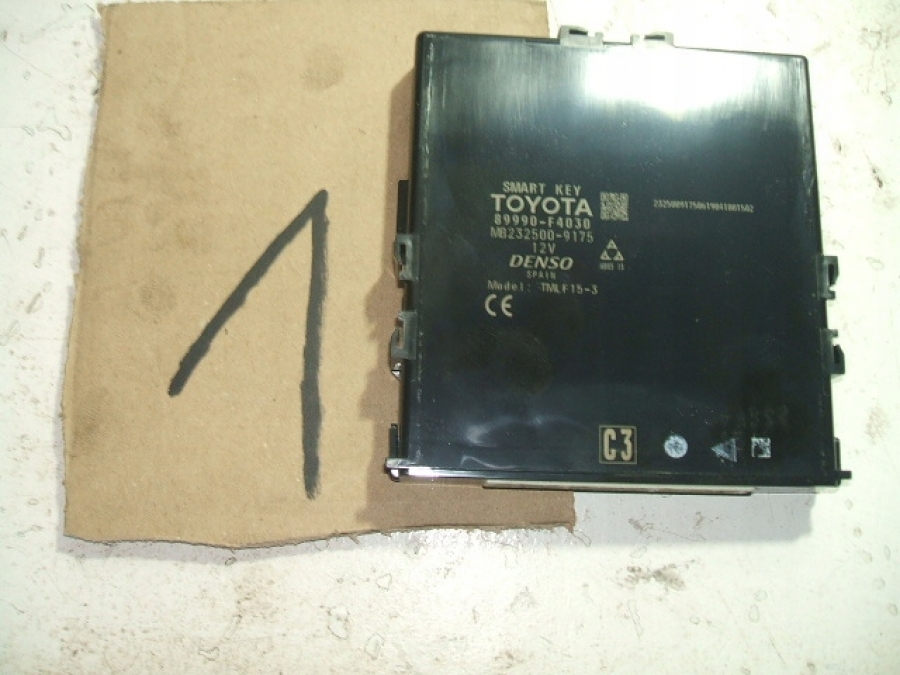 1
SMART KEY
TOYOTA
89990-F4030
MB232500-9175
12V
DENSO
SPAIN
Model: TMLF15-3
CE
C3